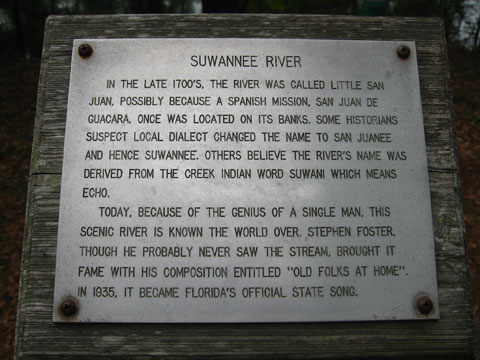 SUWANNEE RIVER
IN THE LATE 1700'S, THE RIVER WAS CALLED LITTLE SAN
JUAN, POSSIBLY BECAUSE A SPANISH MISSION, SAN JUAN DE
GUACARA, ONCE WAS LOCATED ON ITS BANKS. SOME HISTORIANS
SUSPECT LOCAL DIALECT CHANGED THE NAME TO SAN JUANEE
AND HENCE SUWANNEE. OTHERS BELIEVE THE RIVER'S NAME WAS
DERIVED FROM THE CREEK INDIAN WORD SUWANI WHICH MEANS
ECHO.
TODAY, BECAUSE OF THE GENIUS OF A SINGLE MAN, THIS
SCENIC RIVER IS KNOWN THE WORLD OVER. STEPHEN FOSTER,
THOUGH HE PROBABLY NEVER SAW THE STREAM, BROUGHT IT
FAME WITH HIS COMPOSITION ENTITLED "OLD FOLKS AT HOME".
IN 1935, IT BECAME FLORIDA'S OFFICIAL STATE SONG.